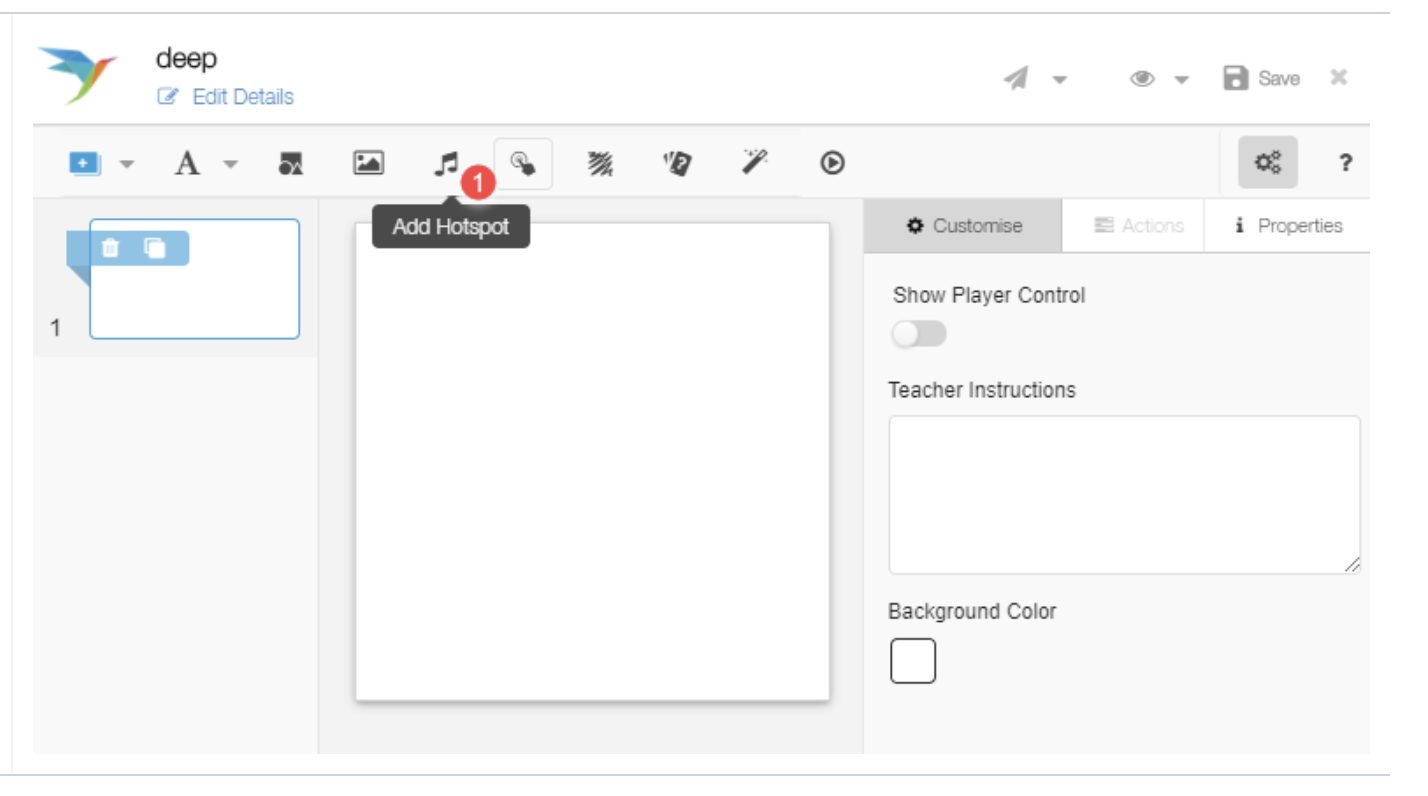 deep
Edit Details
Save
A
?
1
Add Hotspot
Customise
Actions
i Properties
1
Show Player Control
Teacher Instructions
Background Color